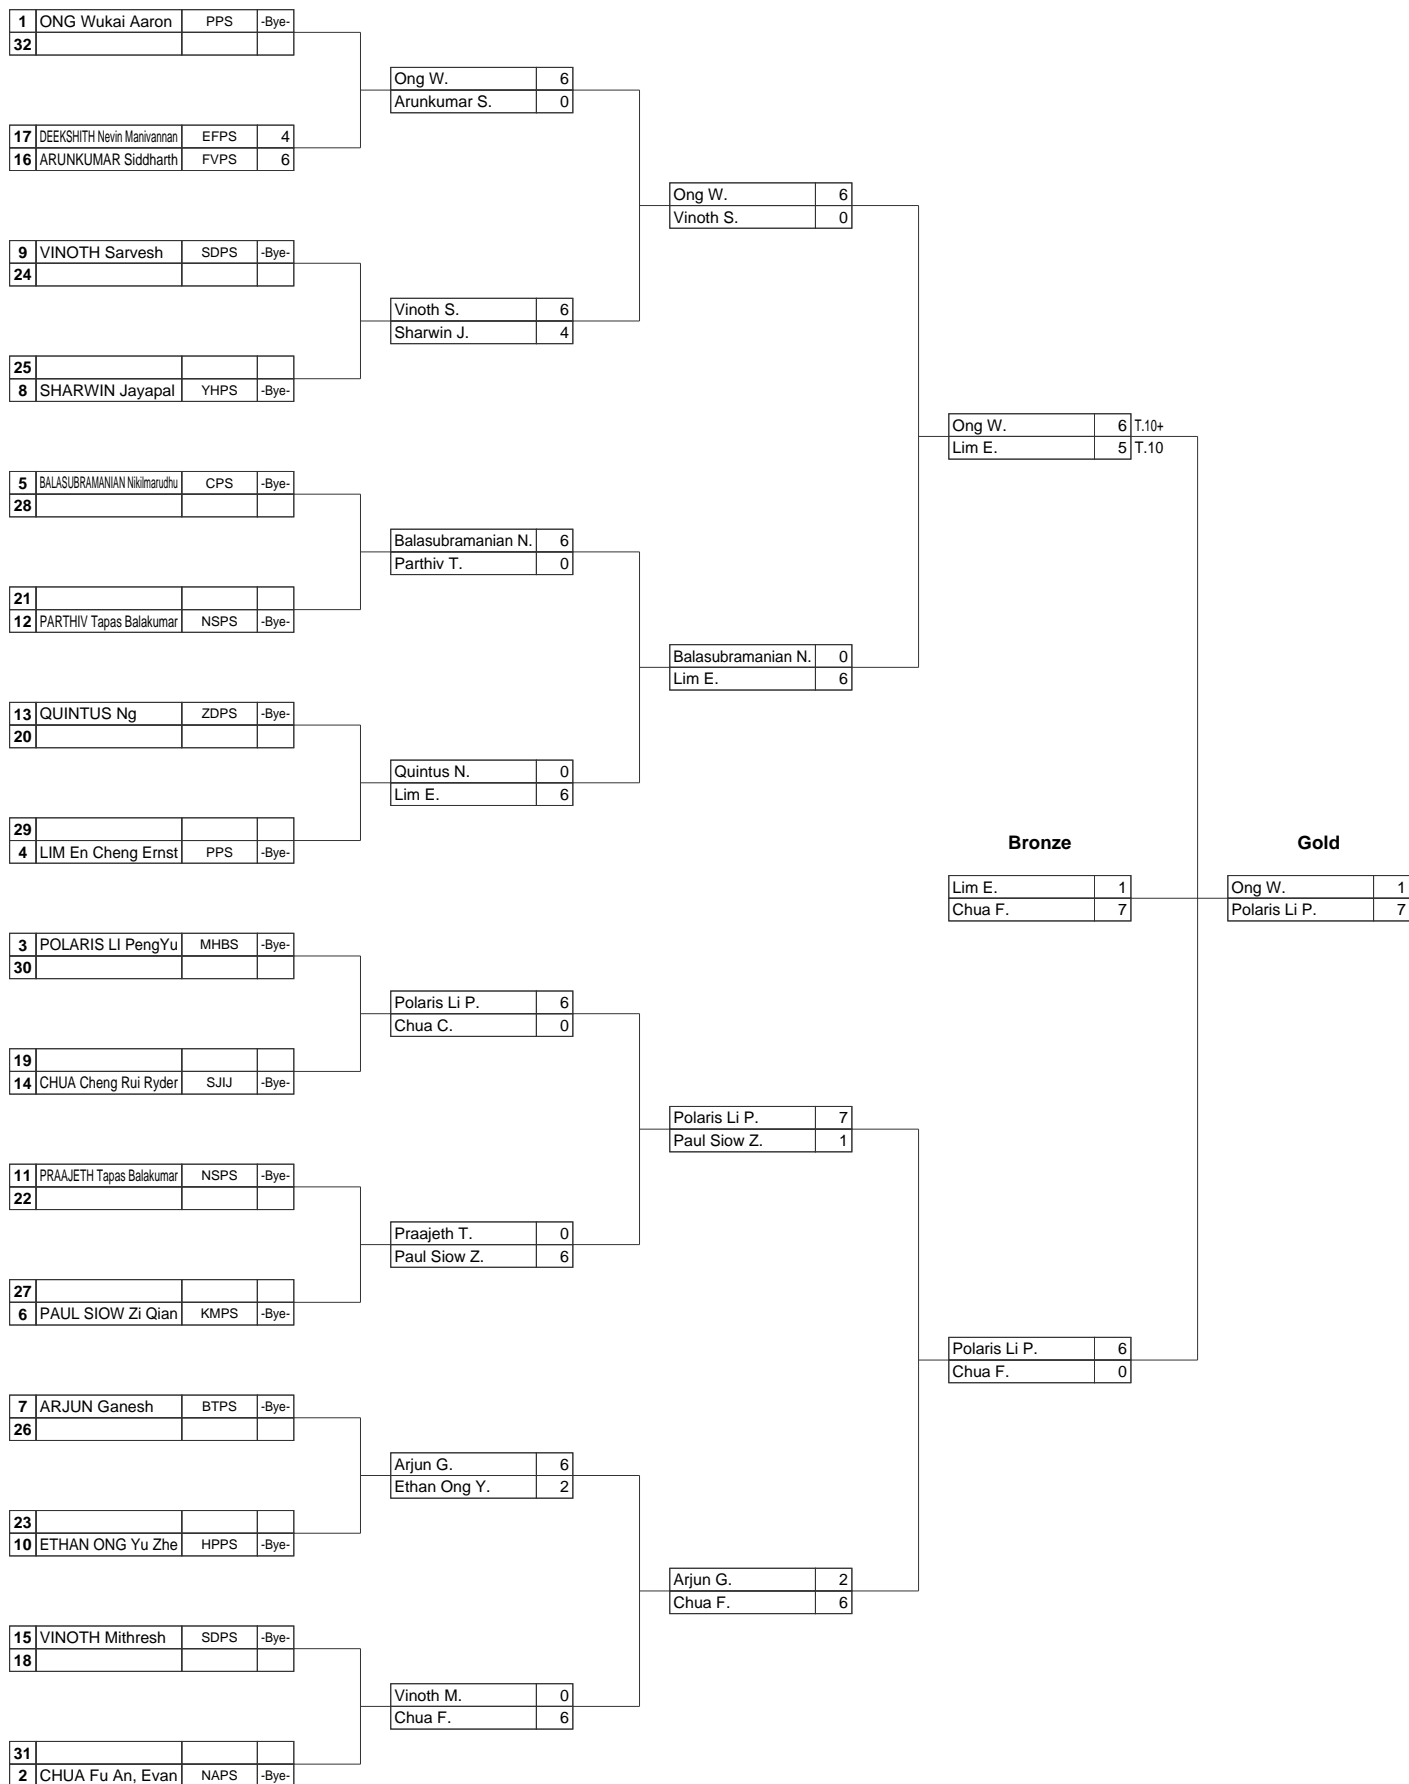 1 ONG Wukai Aaron PPS -Bye-
32
Ong W. 6
Arunkumar S. 0
17 DEEKSHITH Nevin Manivannan EFPS 4
16 ARUNKUMAR Siddharth FVPS 6
Ong W. 6
Vinoth S. 0
9 VINOTH Sarvesh SDPS -Bye-
24
Vinoth S. 6
Sharwin J. 4
25
8 SHARWIN Jayapal YHPS -Bye-
Ong W. 6 T.10+
Lim E. 5 T.10
5 BALASUBRAMANIAN Nikilmarudhu CPS -Bye-
28
Balasubramanian N. 6
Parthiv T. 0
21
12 PARTHIV Tapas Balakumar NSPS -Bye-
Balasubramanian N. 0
Lim E. 6
13 QUINTUS Ng ZDPS -Bye-
20
Quintus N. 0
Lim E. 6
29
4 LIM En Cheng Ernst PPS -Bye-
Bronze Gold
Lim E. 1 Ong W. 1
Chua F. 7 Polaris Li P. 7
3 POLARIS LI PengYu MHBS -Bye-
30
Polaris Li P. 6
Chua C. 0
19
14 CHUA Cheng Rui Ryder SJIJ -Bye-
Polaris Li P. 7
Paul Siow Z. 1
11 PRAAJETH Tapas Balakumar NSPS -Bye-
22
Praajeth T. 0
Paul Siow Z. 6
27
6 PAUL SIOW Zi Qian KMPS -Bye-
Polaris Li P. 6
Chua F. 0
7 ARJUN Ganesh BTPS -Bye-
26
Arjun G. 6
Ethan Ong Y. 2
23
10 ETHAN ONG Yu Zhe HPPS -Bye-
Arjun G. 2
Chua F. 6
15 VINOTH Mithresh SDPS -Bye-
18
Vinoth M. 0
Chua F. 6
31
2 CHUA Fu An, Evan NAPS -Bye-